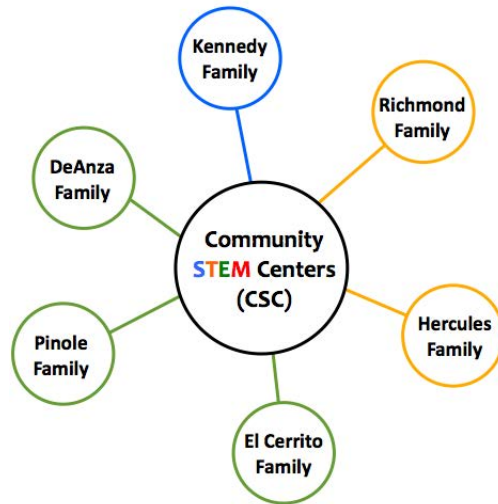 Kennedy
Family
Richmond
Family
DeAnza
Family
Community
STEM Centers
(CSC)
Hercules
Family
Pinole
Family
El Cerrito
Family